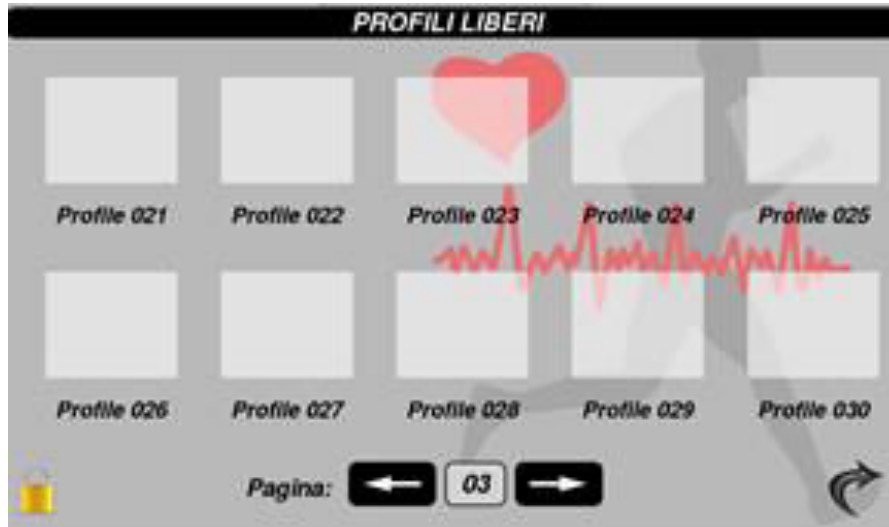 PROFILI LIBERI
Profile 021 Profile 022 Profile 023 Profile 024 Profile 025
Profile 026 Profile 027 Profile 028 Profile 029 Profile 030
Pagina: 03